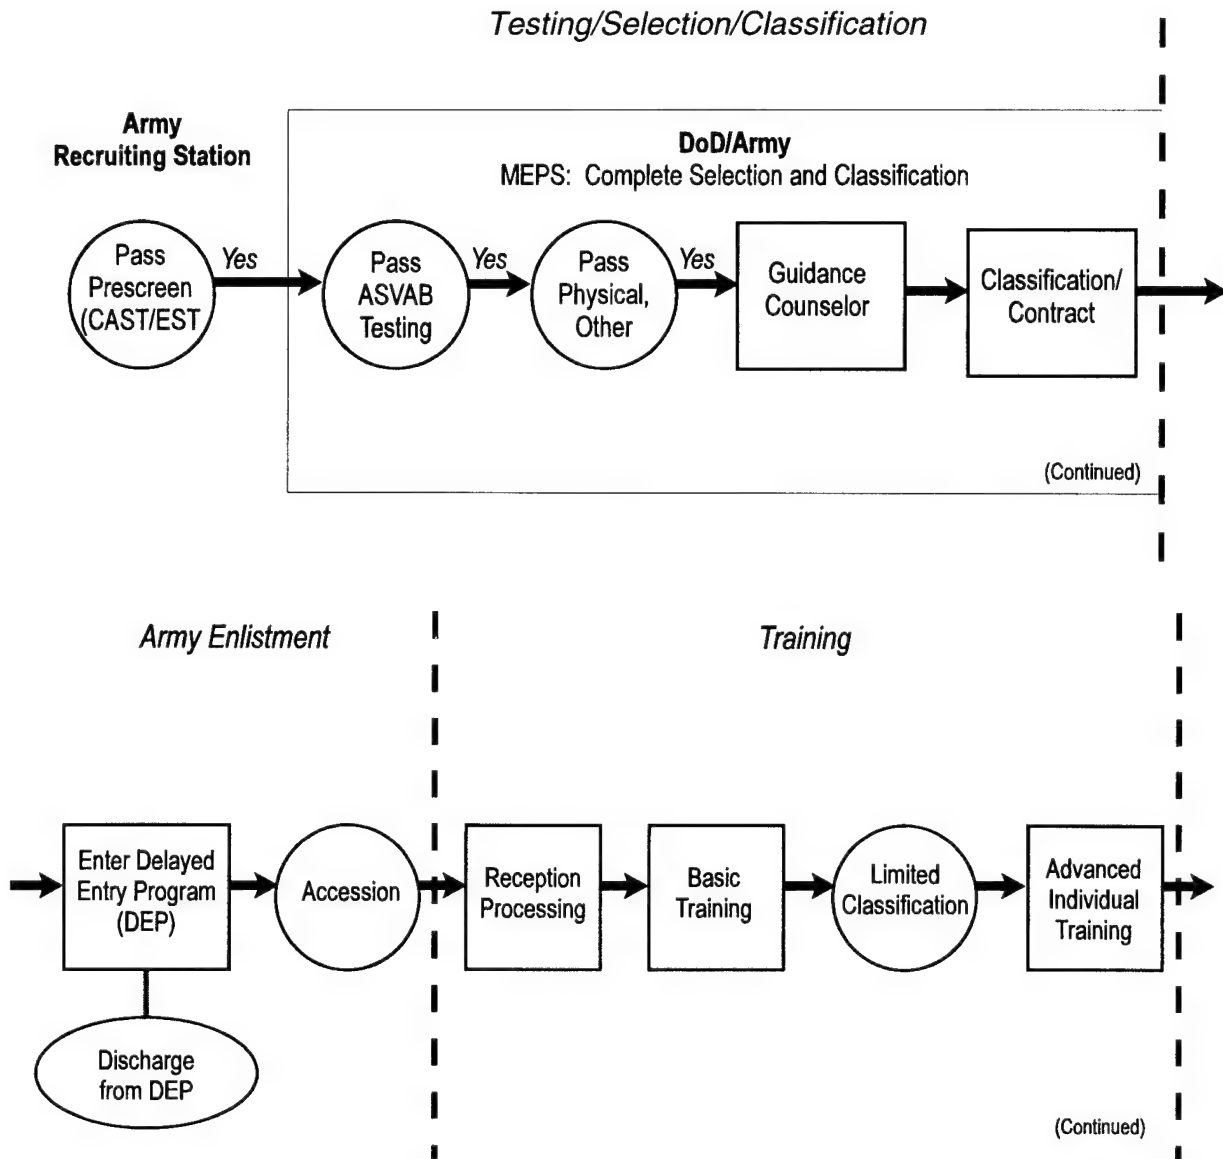 Testing/Selection/Classification
Army
Recruiting Station
DoD/Army
MEPS: Complete Selection and Classification
Pass
Prescreen
(CAST/EST
Yes
Pass
ASVAB
Testing
Yes
Pass
Physical,
Other
Yes
Guidance
Counselor
Classification/
Contract
(Continued)
Army Enlistment
Training
Enter Delayed
Entry Program
(DEP)
Accession
Reception
Processing
Basic
Training
Limited
Classification
Advanced
Individual
Training
Discharge
from DEP
(Continued)